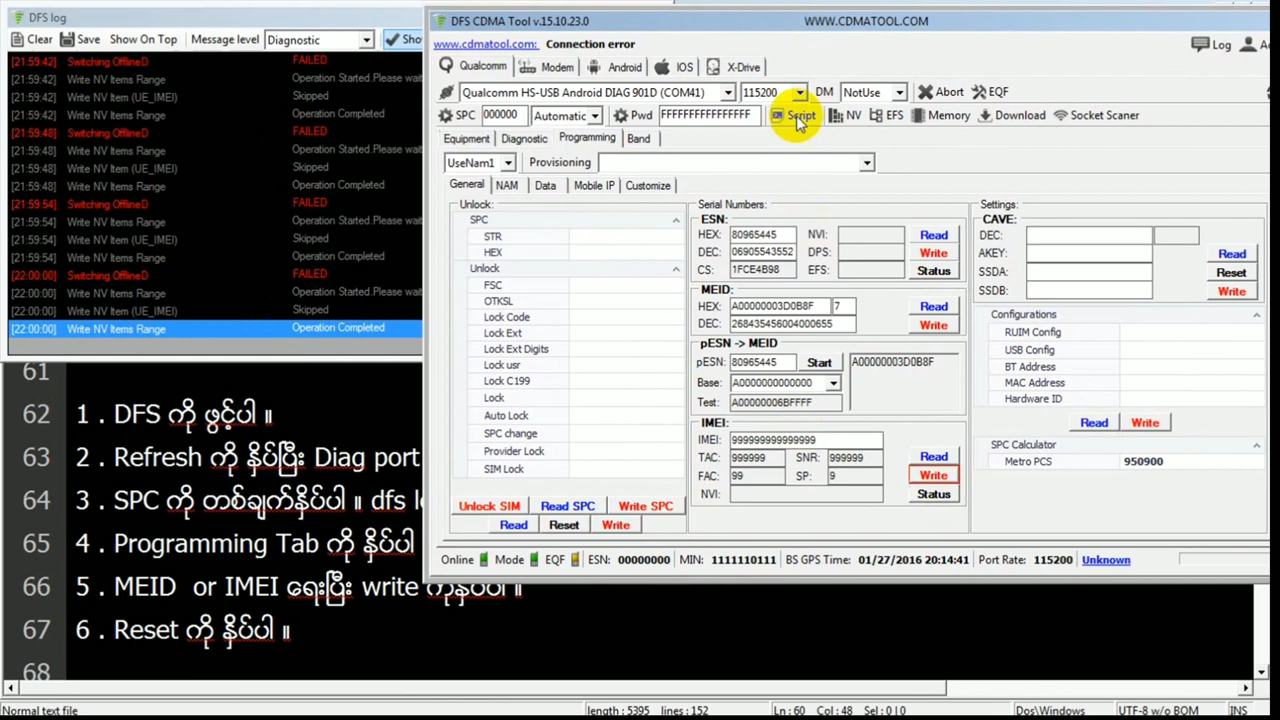 DFS log
Clear Save Show On Top Message level Diagnostic
[21:59:42] Switching OfflineD FAILED
[21:59:42] Write NV Items Range Operation Started.Please wait
[21:59:42] Write NV Item (UE_IMEI) Skipped
[21:59:42] Write NV Items Range Operation Completed
[21:59:48] Switching OfflineD FAILED
[21:59:48] Write NV Items Range Operation Started.Please wait
[21:59:48] Write NV Item (UE_IMEI) Skipped
[21:59:48] Write NV Items Range Operation Completed
[21:59:54] Switching OfflineD FAILED
[21:59:54] Write NV Items Range Operation Started.Please wait
[21:59:54] Write NV Item (UE_IMEI) Skipped
[21:59:54] Write NV Items Range Operation Completed
[22:00:00] Switching OfflineD FAILED
[22:00:00] Write NV Items Range Operation Started.Please wait
[22:00:00] Write NV Item (UE_IMEI) Skipped
[22:00:00] Write NV Items Range Operation Completed
DFS CDMA Tool v.15.10.23.0 WWW.CDMATOOL.COM
www.cdmatool.com: Connection error Log
Qualcomm Modem Android IOS X-Drive
Qualcomm HS-USB Android DIAG 901D (COM41) 115200 DM NotUse Abort EQF
SPC 000000 Automatic Pwd FFFFFFFFFFFFFFFF Script NV EFS Memory Download Socket Scaner
Equipment Diagnostic Programming Band
UseNam1 Provisioning
General NAM Data Mobile IP Customize
Unlock:
SPC
STR
HEX
Unlock
FSC
OTKSL
Lock Code
Lock Ext
Lock Ext Digits
Lock usr
Lock C199
Lock
Auto Lock
SPC change
Provider Lock
SIM Lock
Unlock SIM Read SPC Write SPC
Read Reset Write
Serial Numbers:
ESN:
HEX: 80965445 NVI: Read
DEC: 06905543552 DPS: Write
CS: 1FCE4B98 EFS: Status
MEID:
HEX: A00000003D0B8F 7 Read
DEC: 268435456004000655 Write
pESN -> MEID
pESN: 80965445 Start A00000003D0B8F
Base: A0000000000000
Test: A00000006BFFFF
IMEI:
IMEI: 999999999999999
TAC: 999999 SNR: 999999 Read
FAC: 99 SP: 9 Write
NVI: Status
Settings:
CAVE:
DEC:
AKEY: Read
SSDA: Reset
SSDB: Write
Configurations
RUIM Config
USB Config
BT Address
MAC Address
Hardware ID
Read Write
SPC Calculator
Metro PCS 950900
Online Mode EQF ESN: 00000000 MIN: 1111110111 BS GPS Time: 01/27/2016 20:14:41 Port Rate: 115200 Unknown
61
62 1 . DFS ကို ဖွင့်ပါ ။
63 2 . Refresh ကို နှိပ်ပြီး Diag port
64 3 . SPC ကို တစ်ချက်နှိပ်ပါ ။ dfs
65 4 . Programming Tab ကို နှိပ်ပါ
66 5 . MEID or IMEI ရေးပြီး write ကိုနှိပ်ပါ ။
67 6 . Reset ကို နှိပ်ပါ ။
68
Normal text file length : 5395 lines : 152 Ln : 60 Col : 48 Sel : 0 | 0 Dos\Windows UTF-8 w/o BOM INS